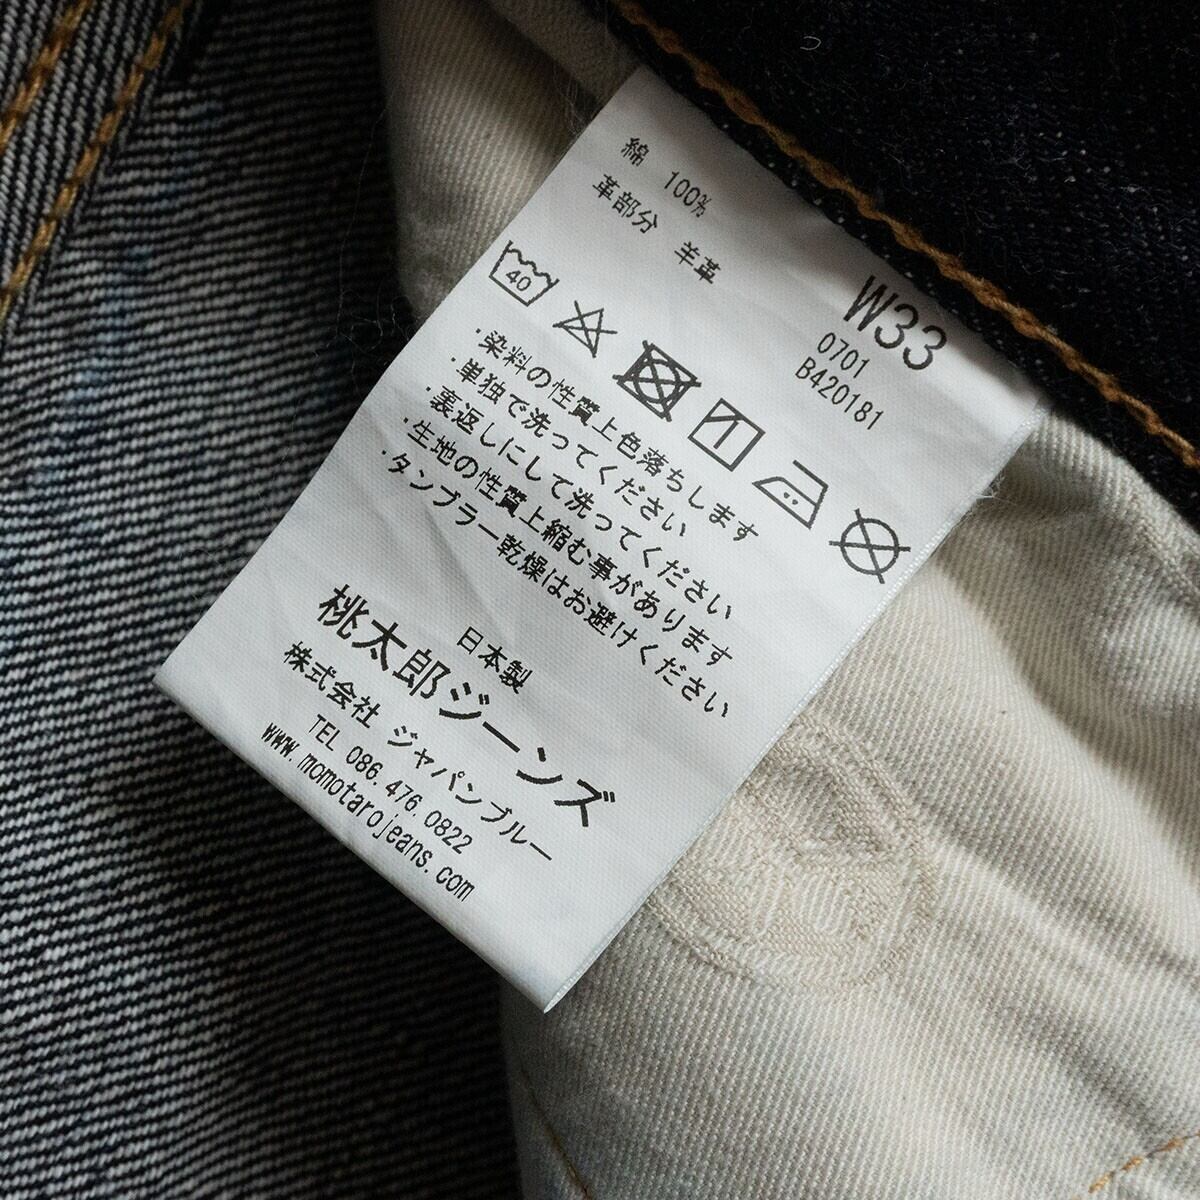 綿 100%
革部分 羊革
W33
0701
B420181
40
・染料の性質上色落ちします
・単独で洗ってください
・裏返しにして洗ってください
・生地の性質上縮む事があります
・タンブラー乾燥はお避けください
日本製
桃太郎ジーンズ
株式会社 ジャパンブルー
TEL 086.476.0822
www.momotarojeans.com